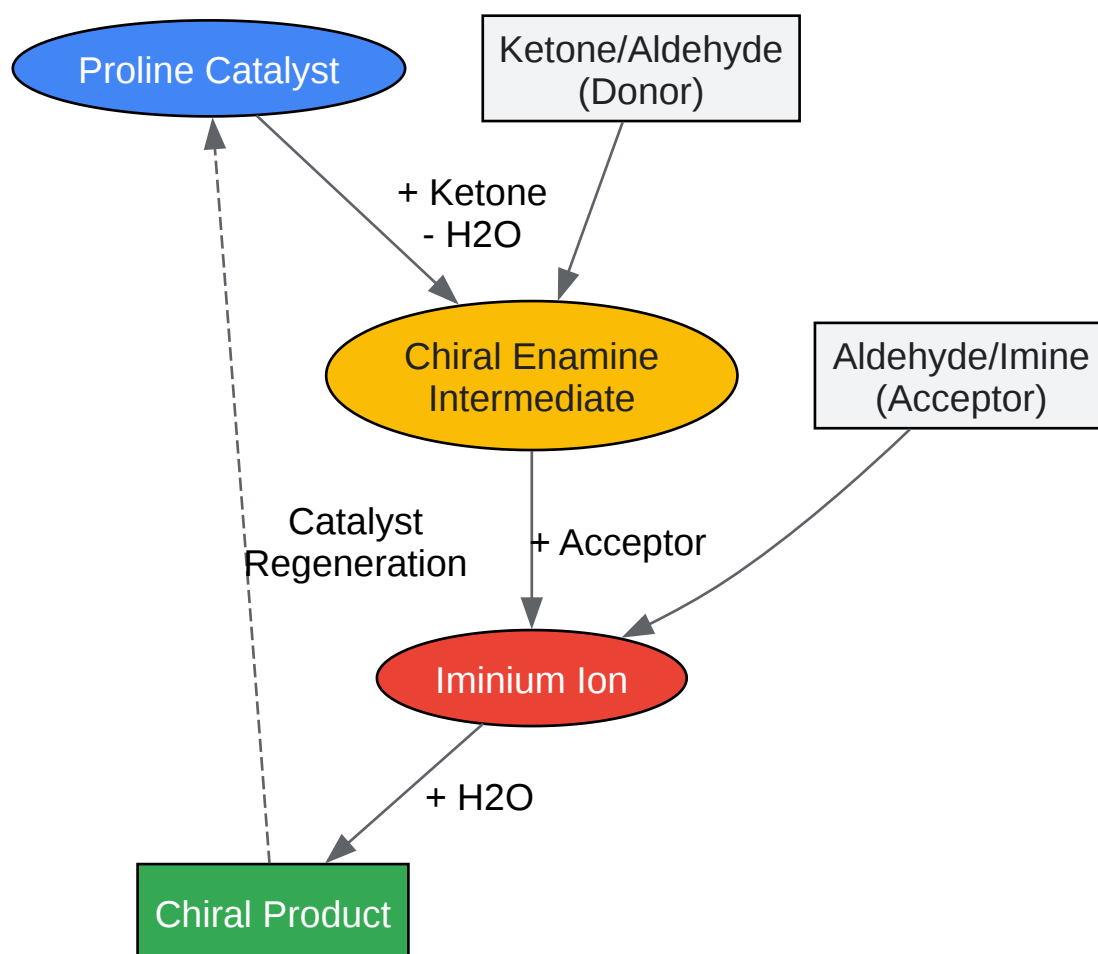 Proline Catalyst
Ketone/Aldehyde
(Donor)
+ Ketone
- H2O
Chiral Enamine
Intermediate
Aldehyde/Imine
(Acceptor)
Catalyst
Regeneration
+ Acceptor
Iminium Ion
+ H2O
Chiral Product